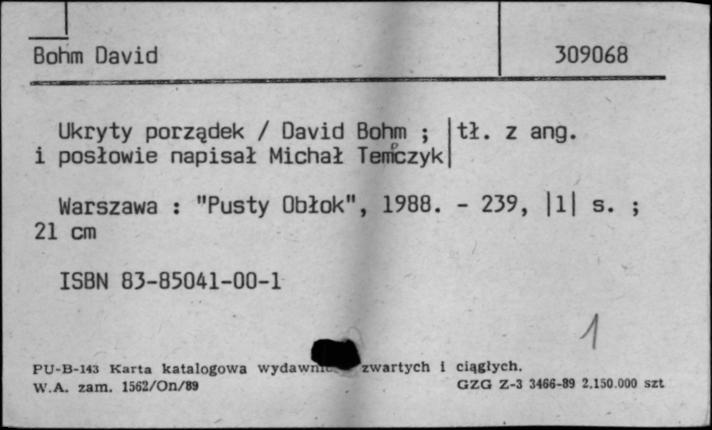 Bohm David 309068
Ukryty porządek / David Bohm ; |tł. z ang.
i posłowie napisał Michał Tempczyk|
Warszawa : "Pusty Obłok", 1988. - 239, |1| s. ;
21 cm
ISBN 83-85041-00-1
1
PU-B-143 Karta katalogowa zwartych i ciągłych.
W.A. zam. 1562/On/89 GZG Z-3 3466-89 2.150.000 szt